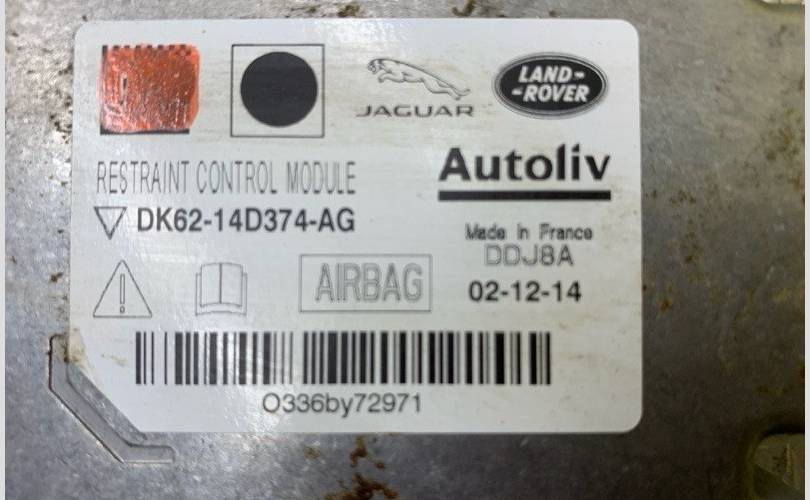 JAGUAR
LAND-
-ROVER
RESTRAINT CONTROL MODULE
Autoliv
DK62-14D374-AG
Made In France
DDJ8A
AIRBAG
02-12-14
O336by72971